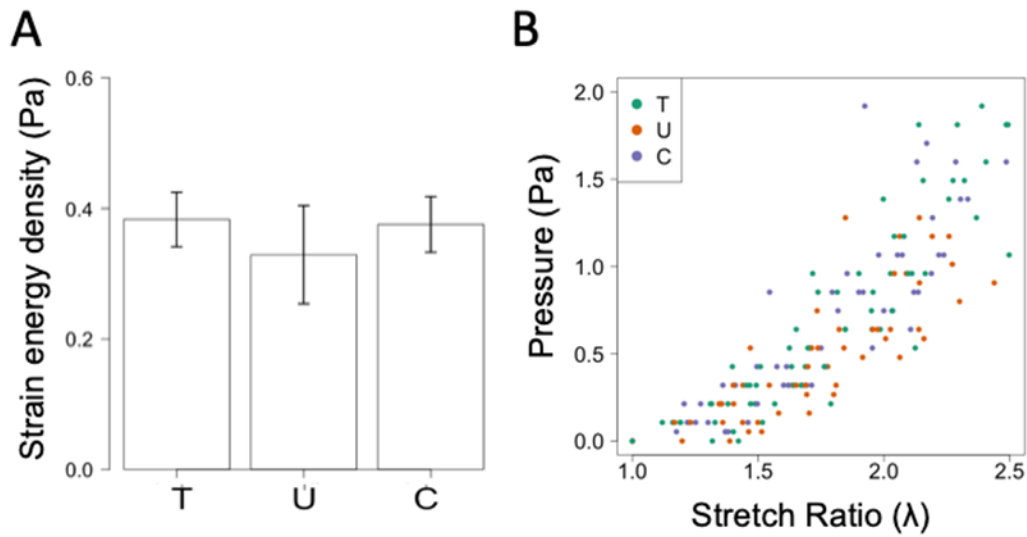 A
Strain energy density (Pa)
0.6
0.4
0.2
0.0
T U C
B
Pressure (Pa)
2.0
1.5
1.0
0.5
0.0
T
U
C
1.0 1.5 2.0 2.5
Stretch Ratio (λ)